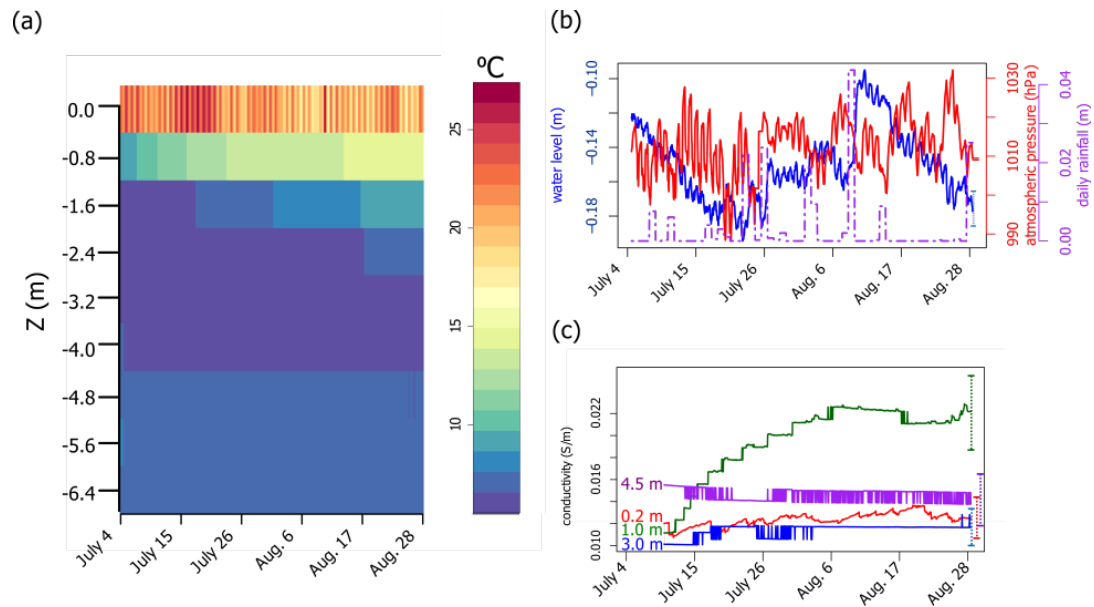 (a)
ºC
0.0
-0.8
-1.6
-2.4
-3.2
-4.0
-4.8
-5.6
-6.4
Z (m)
July 4
July 15
July 26
Aug. 6
Aug. 17
Aug. 28
25
20
15
10
(b)
-0.10
-0.14
-0.18
water level (m)
1030
1010
990
atmospheric pressure (hPa)
0.04
0.02
0.00
daily rainfall (m)
July 4
July 15
July 26
Aug. 6
Aug. 17
Aug. 28
(c)
0.022
0.016
0.010
conductivity (S/m)
4.5 m
0.2 m
1.0 m
3.0 m
July 4
July 15
July 26
Aug. 6
Aug. 17
Aug. 28